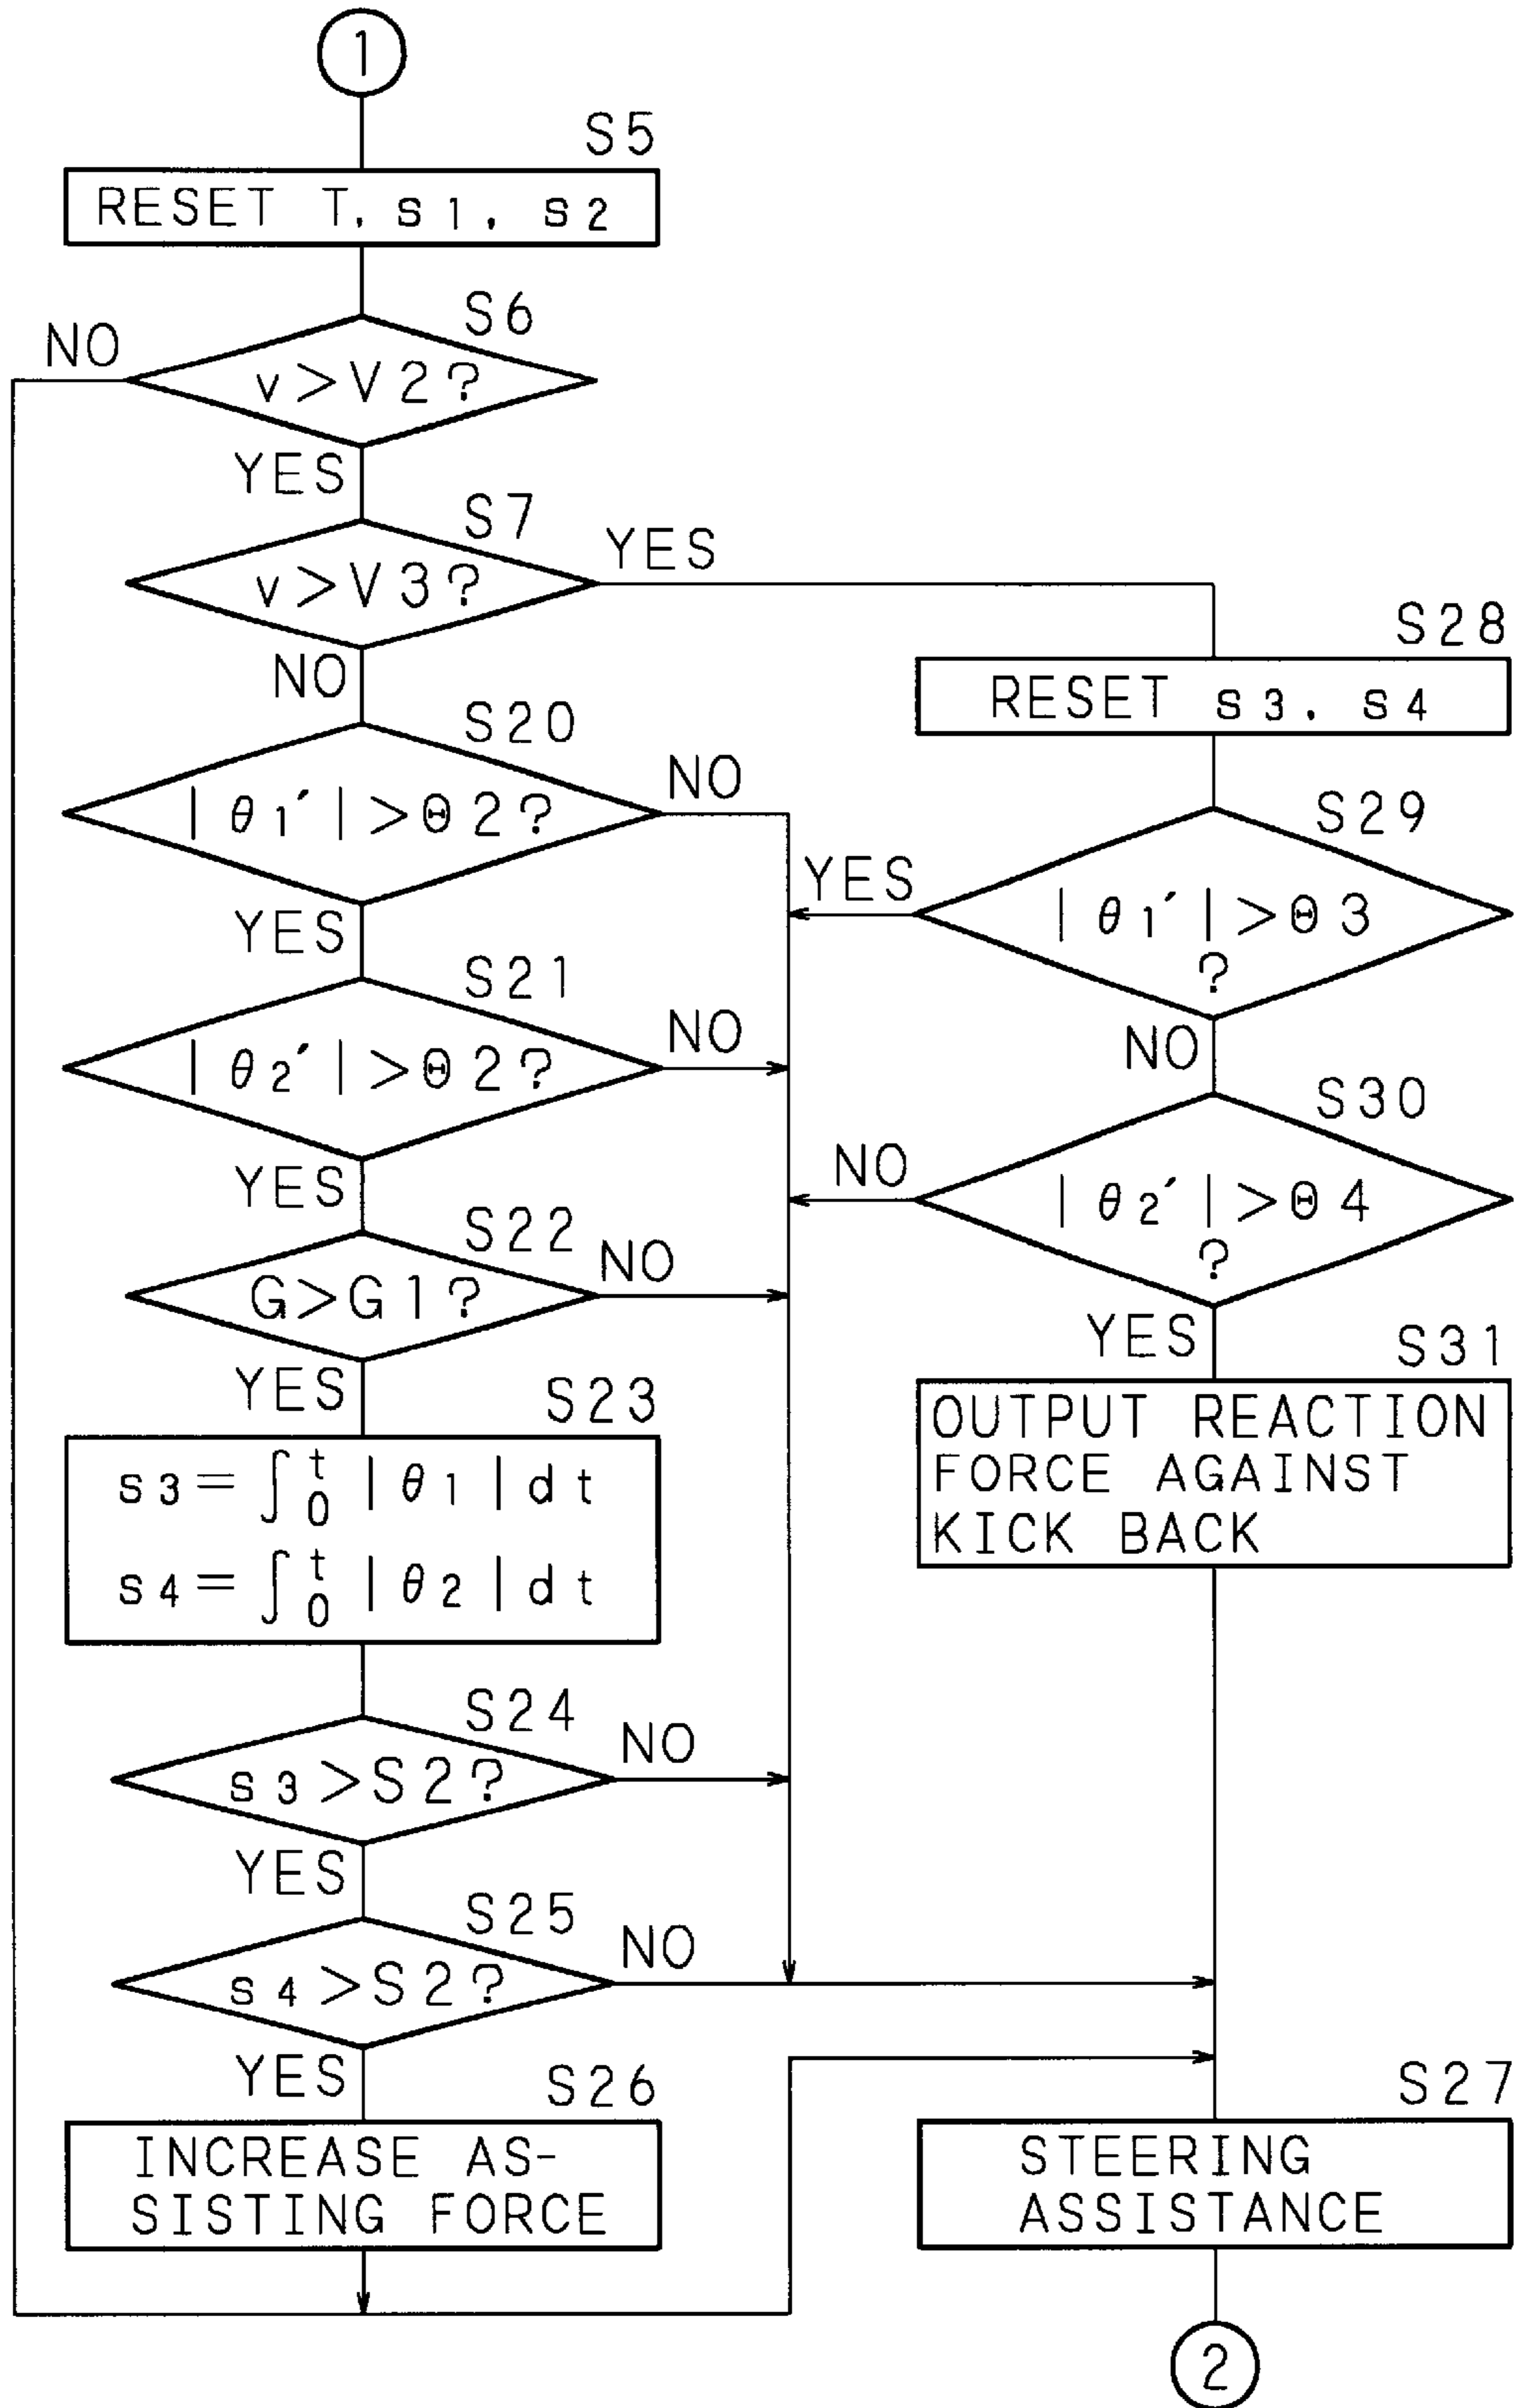 1
S5
RESET T, s1, s2
S6
NO
v>V2?
YES
S7
YES
v>V3?
NO
S28
RESET s3, s4
S20
NO
|θ1′|>Θ2?
YES
S29
YES
|θ1′|>Θ3
?
NO
S21
NO
|θ2′|>Θ2?
YES
S30
NO
|θ2′|>Θ4
?
YES
S22
NO
G>G1?
YES
S31
OUTPUT REACTION
FORCE AGAINST
KICK BACK
S23
s3=∫₀ᵗ|θ1|dt
s4=∫₀ᵗ|θ2|dt
S24
NO
s3>S2?
YES
S25
NO
s4>S2?
YES
S26
INCREASE AS-
SISTING FORCE
S27
STEERING
ASSISTANCE
2